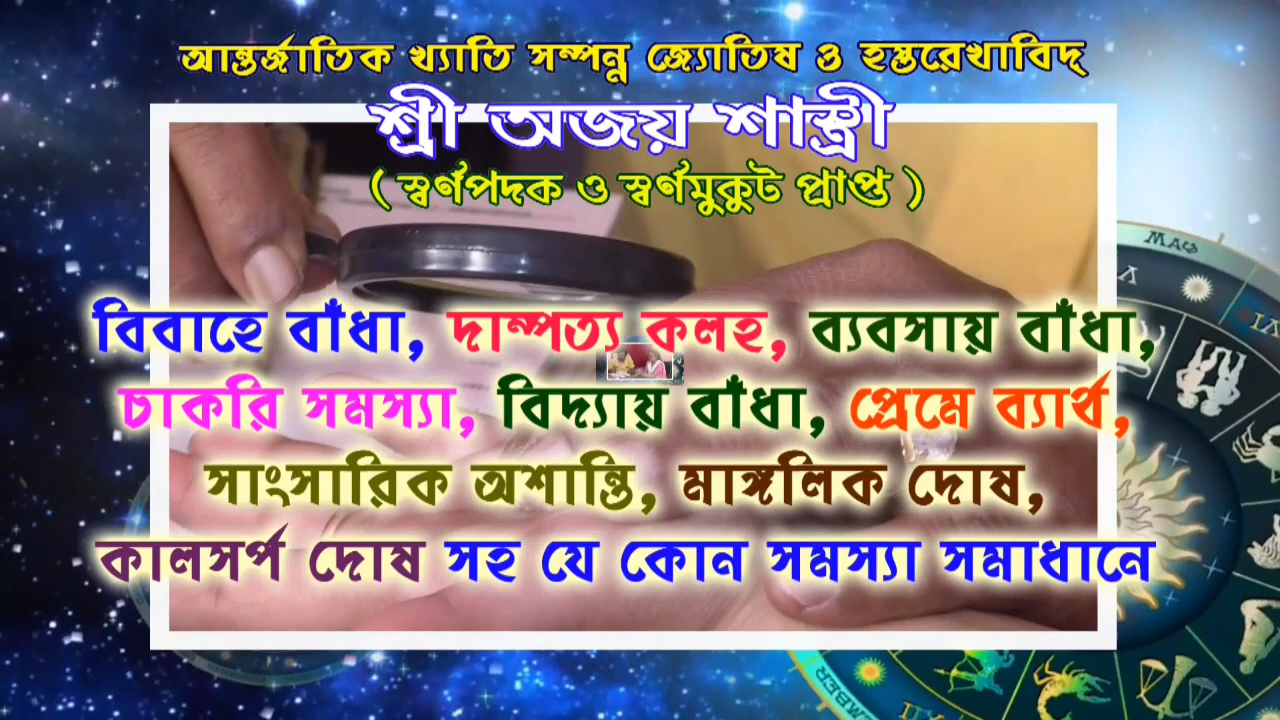 আন্তর্জাতিক খ্যাতি সম্পন্ন জ্যোতিষ ও হস্তরেখাবিদ্
শ্রী অজয় শাস্ত্রী
( স্বর্ণপদক ও স্বর্ণমুকুট প্রাপ্ত )
বিবাহে বাঁধা, দাম্পত্য কলহ, ব্যবসায় বাঁধা,
চাকরি সমস্যা, বিদ্যায় বাঁধা, প্রেমে ব্যার্থ,
সাংসারিক অশান্তি, মাঙ্গলিক দোষ,
কালসর্প দোষ সহ যে কোন সমস্যা সমাধানে
MAY